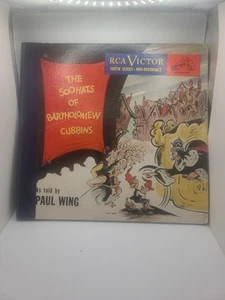 RCA VICTOR
THE
500 HATS
OF
BARTHOLOMEW
CUBBINS
As told by
PAUL WING